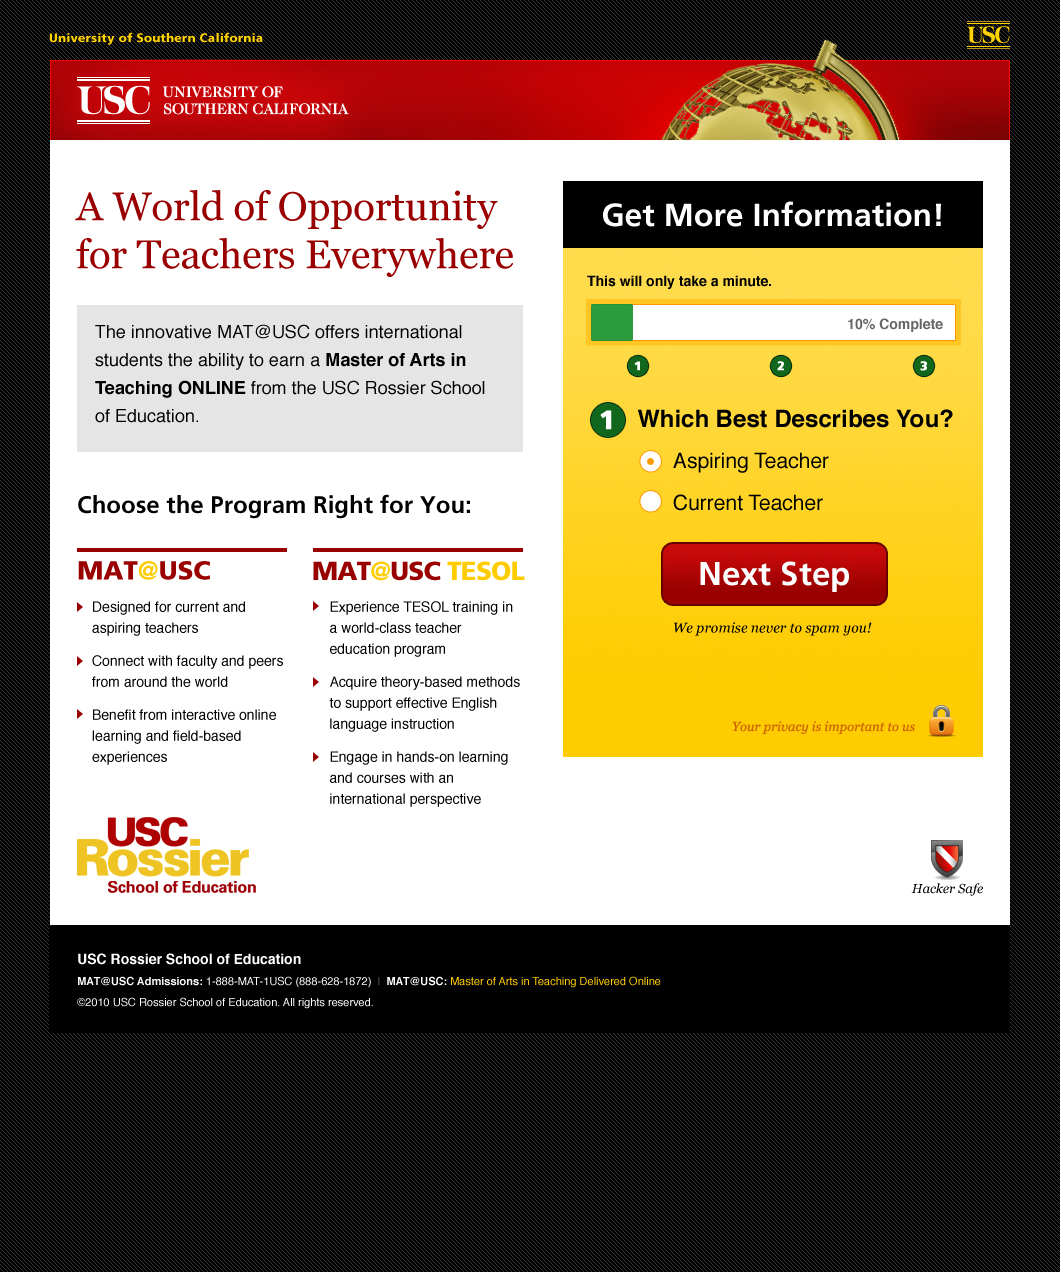 University of Southern California
USC
USC UNIVERSITY OF
SOUTHERN CALIFORNIA
A World of Opportunity
for Teachers Everywhere
The innovative MAT@USC offers international
students the ability to earn a Master of Arts in
Teaching ONLINE from the USC Rossier School
of Education.
Choose the Program Right for You:
MAT@USC
Designed for current and
aspiring teachers
Connect with faculty and peers
from around the world
Benefit from interactive online
learning and field-based
experiences
MAT@USC TESOL
Experience TESOL training in
a world-class teacher
education program
Acquire theory-based methods
to support effective English
language instruction
Engage in hands-on learning
and courses with an
international perspective
Get More Information!
This will only take a minute.
10% Complete
1 2 3
1 Which Best Describes You?
Aspiring Teacher
Current Teacher
Next Step
We promise never to spam you!
Your privacy is important to us
USC
Rossier
School of Education
Hacker Safe
USC Rossier School of Education
MAT@USC Admissions: 1-888-MAT-1USC (888-628-1872) | MAT@USC: Master of Arts in Teaching Delivered Online
©2010 USC Rossier School of Education. All rights reserved.